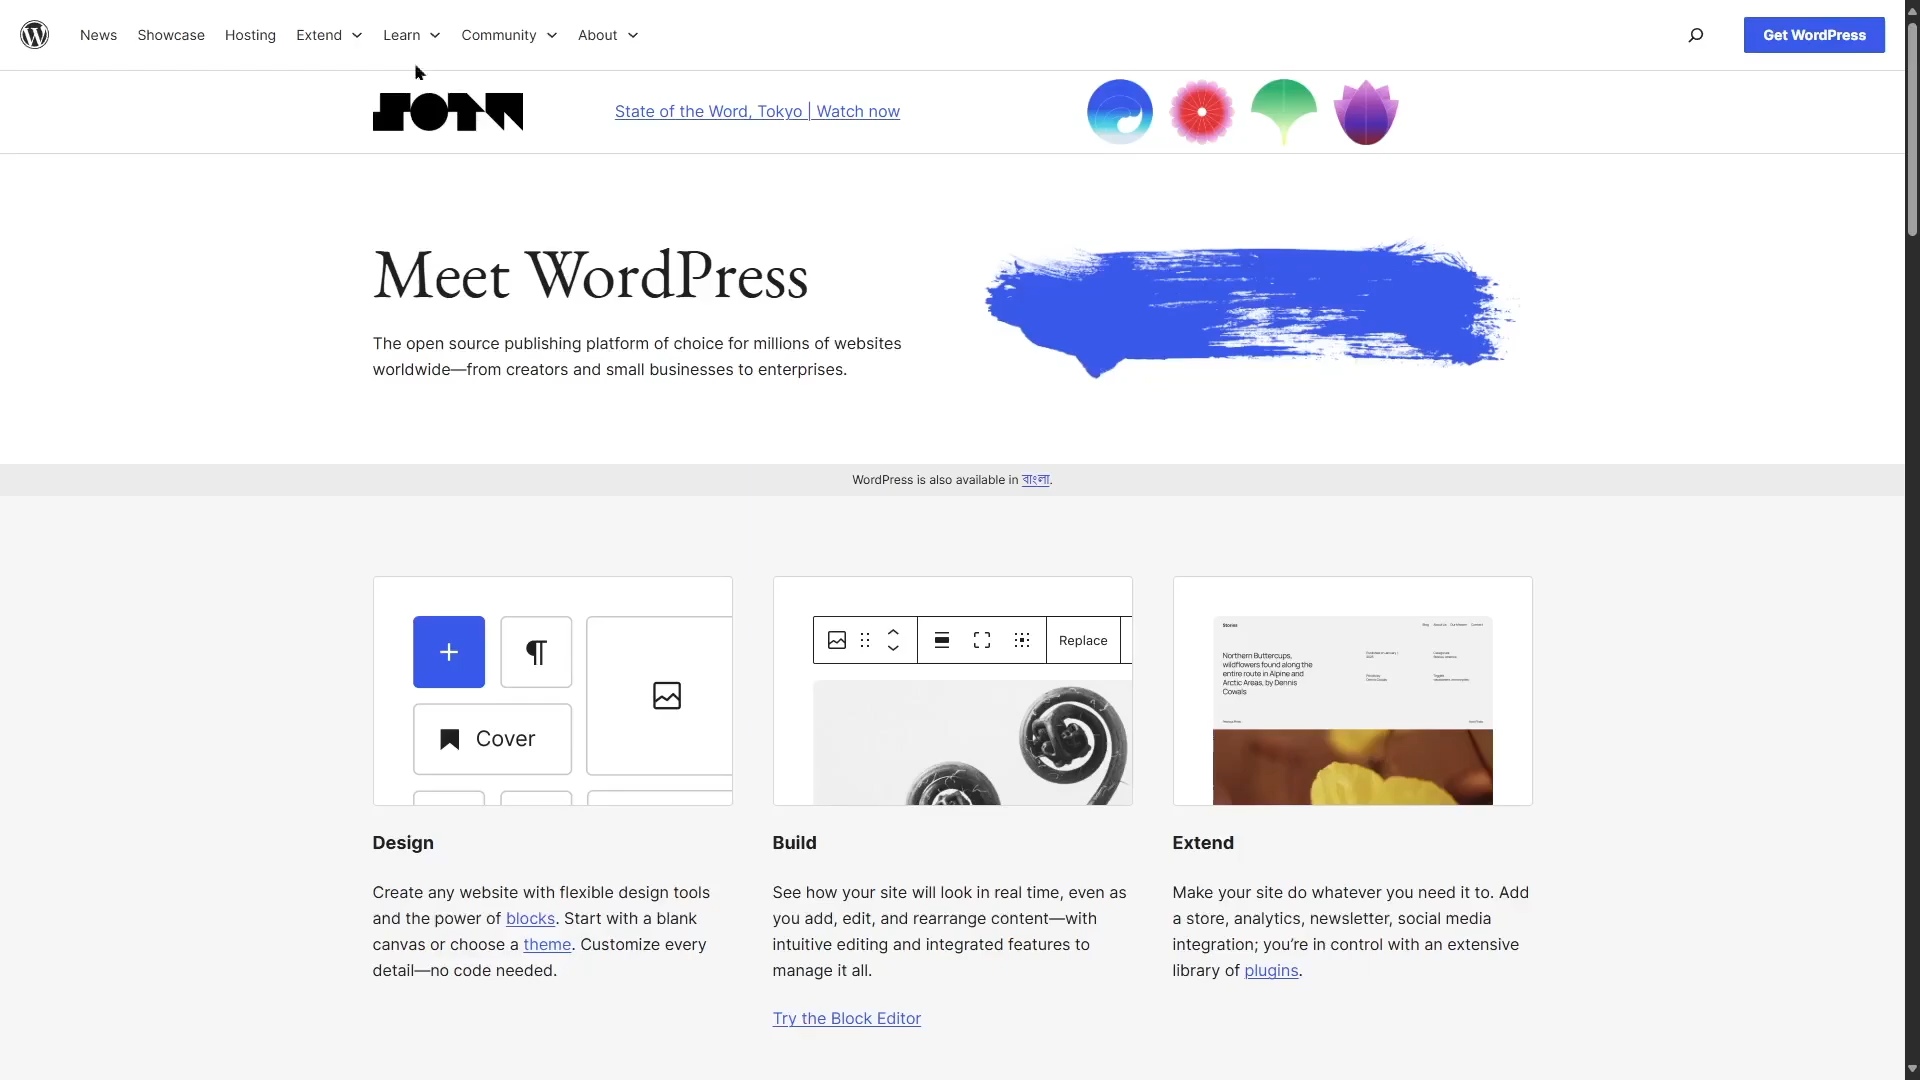 News Showcase Hosting Extend Learn Community About
Get WordPress
SOTW
State of the Word, Tokyo | Watch now
Meet WordPress
The open source publishing platform of choice for millions of websites
worldwide—from creators and small businesses to enterprises.
WordPress is also available in বাংলা.
Cover
Replace
Stories
Northern Buttercups,
wildflowers found along the
entire route in Alpine and
Arctic Areas, by Dennis
Cowals
Design
Create any website with flexible design tools
and the power of blocks. Start with a blank
canvas or choose a theme. Customize every
detail—no code needed.
Build
See how your site will look in real time, even as
you add, edit, and rearrange content—with
intuitive editing and integrated features to
manage it all.
Try the Block Editor
Extend
Make your site do whatever you need it to. Add
a store, analytics, newsletter, social media
integration; you’re in control with an extensive
library of plugins.